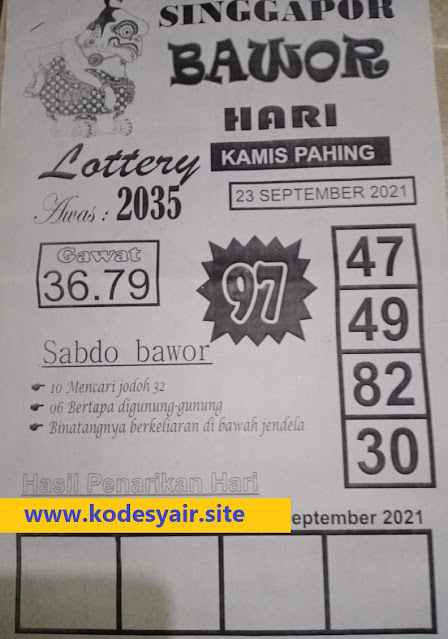 SINGGAPOR
BAWOR
HARI
Lottery
KAMIS PAHING
23 SEPTEMBER 2021
Awas : 2035
Gawat
36.79
97
47
49
82
30
Sabdo bawor
10 Mencari jodoh 32
06 Bertapa digunung-gunung
Binatangnya berkeliaran di bawah jendela
Hasil Penarikan Hari
www.kodesyair.site
eptember 2021